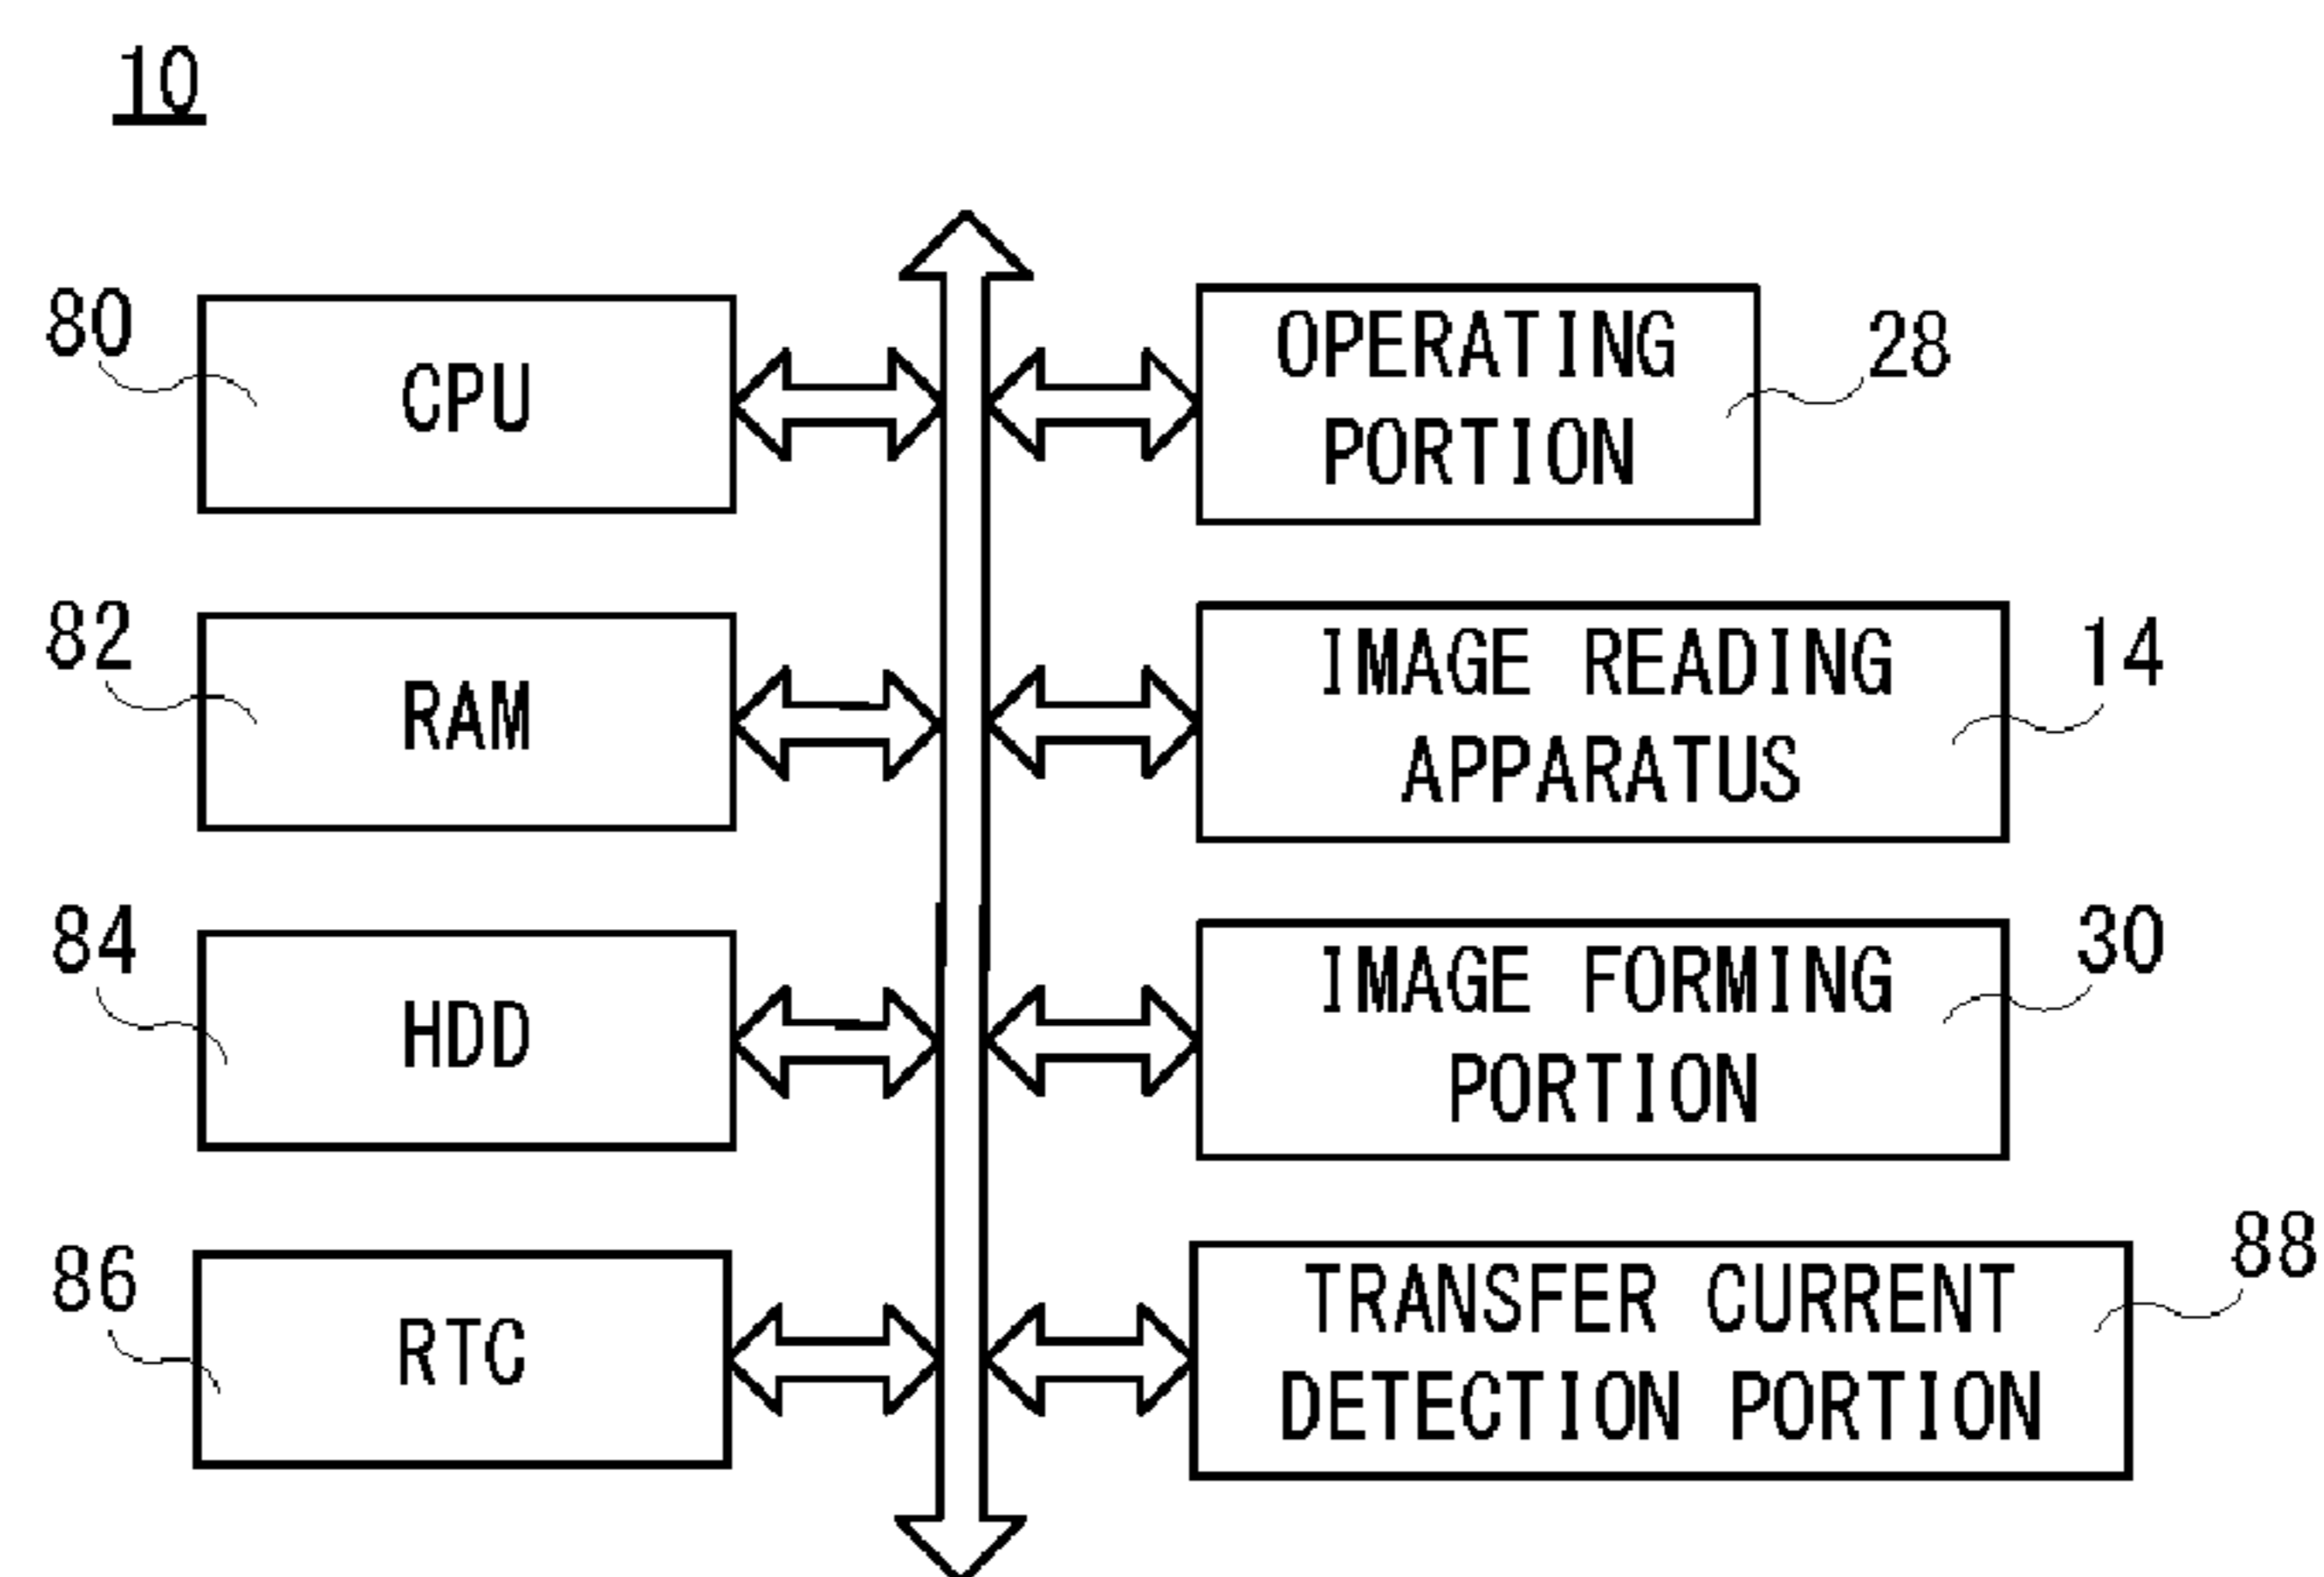 10
80
CPU
OPERATING
PORTION
28
82
RAM
IMAGE READING
APPARATUS
14
84
HDD
IMAGE FORMING
PORTION
30
86
RTC
TRANSFER CURRENT
DETECTION PORTION
88